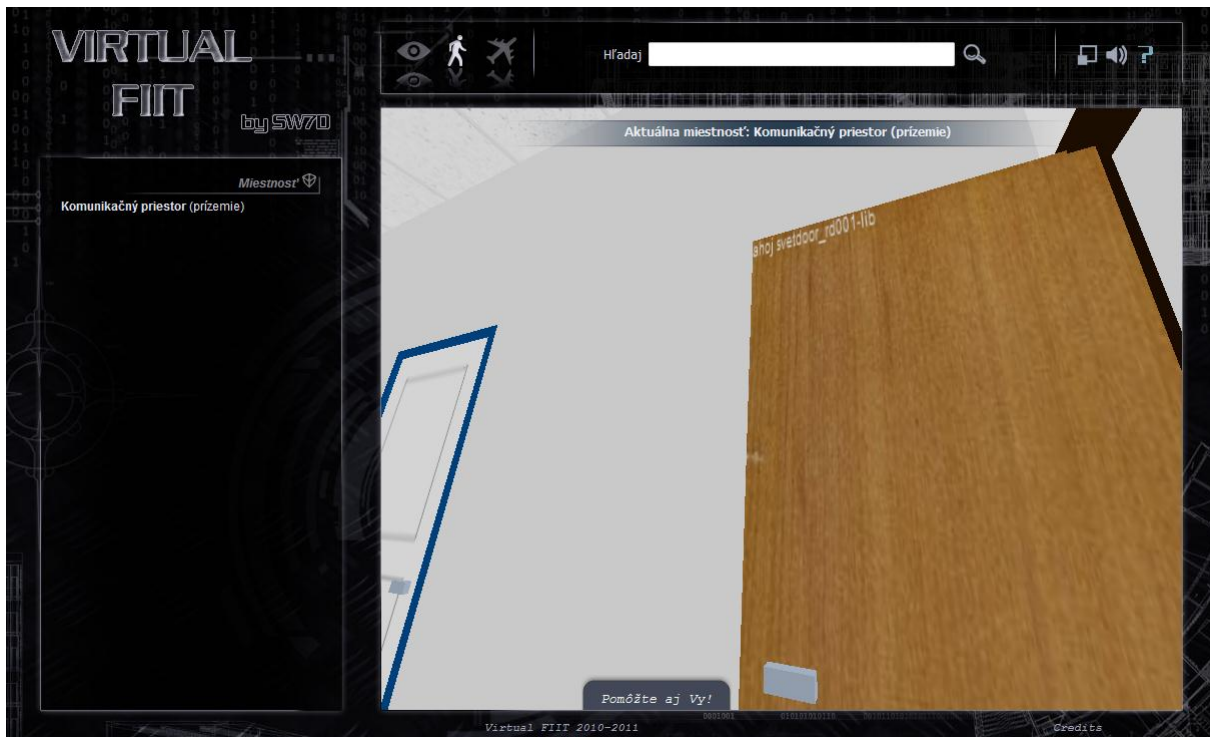 VIRTUAL ...
FIIT
by SW7D
Hľadaj
Miestnosť
Komunikačný priestor (prízemie)
Aktuálna miestnosť: Komunikačný priestor (prízemie)
ahoj svetdoor_rd001-lib
Pomôžte aj Vy!
Virtual FIIT 2010-2011
Credits